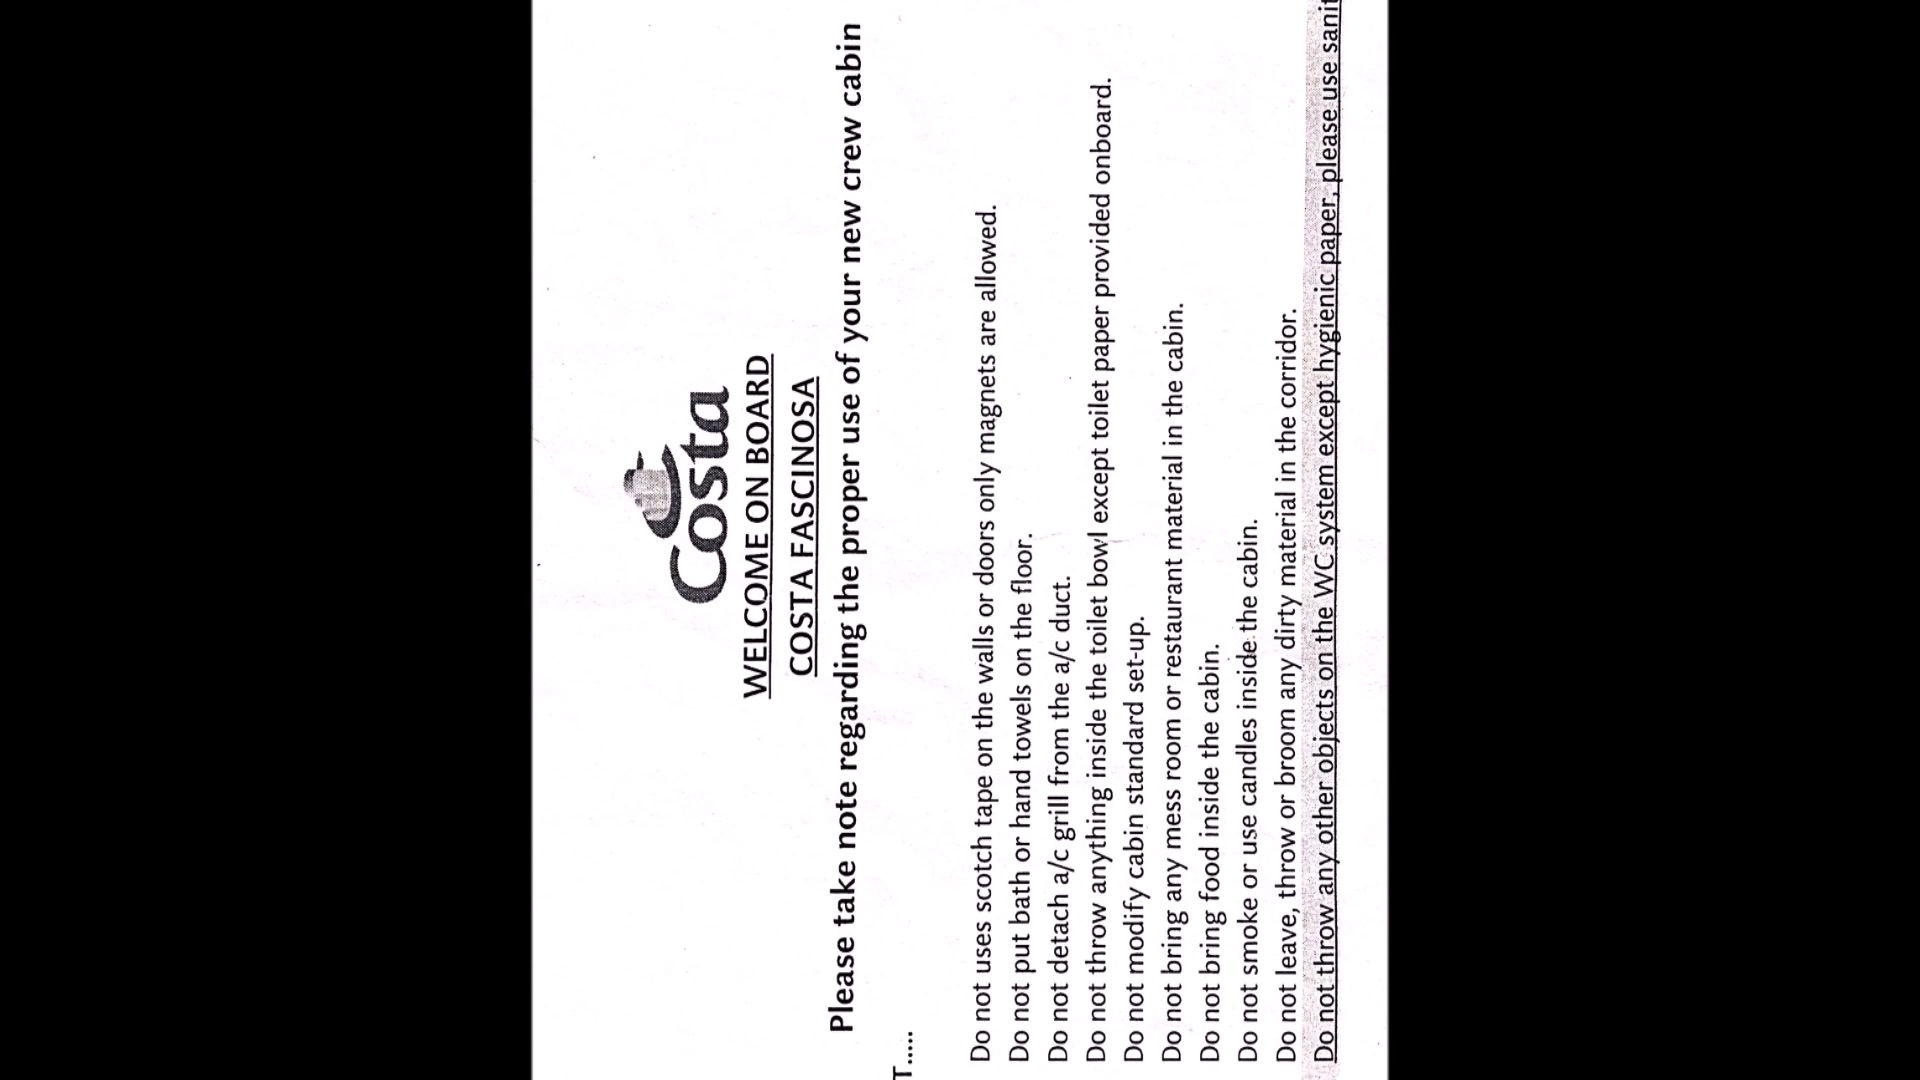 Costa
WELCOME ON BOARD
COSTA FASCINOSA
Please take note regarding the proper use of your new crew cabin
T.....
Do not uses scotch tape on the walls or doors only magnets are allowed.
Do not put bath or hand towels on the floor.
Do not detach a/c grill from the a/c duct.
Do not throw anything inside the toilet bowl except toilet paper provided onboard.
Do not modify cabin standard set-up.
Do not bring any mess room or restaurant material in the cabin.
Do not bring food inside the cabin.
Do not smoke or use candles inside the cabin.
Do not leave, throw or broom any dirty material in the corridor.
Do not throw any other objects on the WC system except hygienic paper, please use sanit